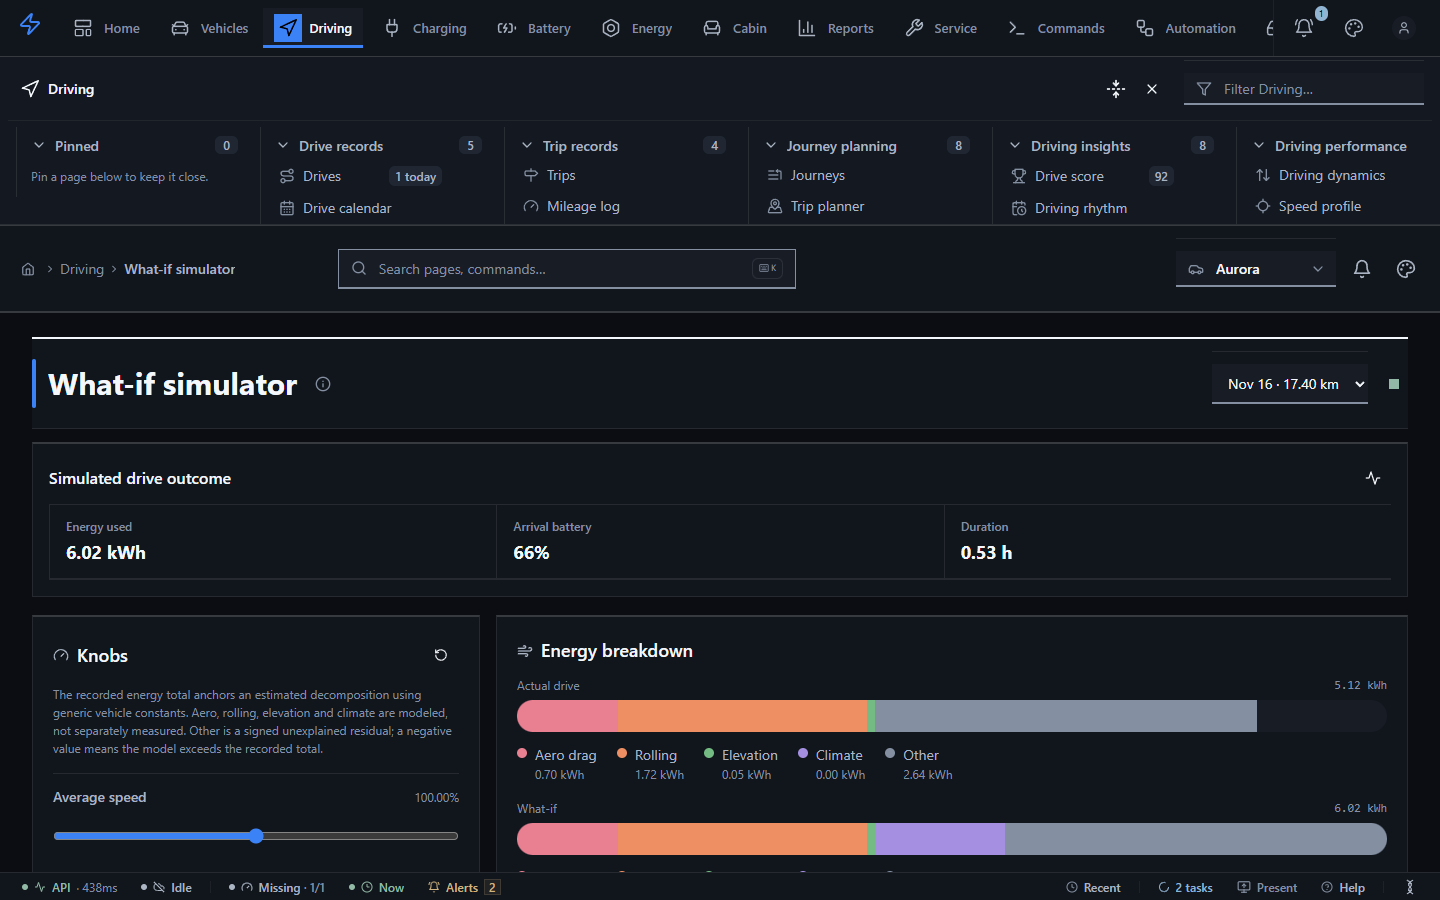 Home
Vehicles
Driving
Charging
Battery
Energy
Cabin
Reports
Service
Commands
Automation
1
Driving
Filter Driving...
Pinned 0
Pin a page below to keep it close.
Drive records 5
Drives 1 today
Drive calendar
Trip records 4
Trips
Mileage log
Journey planning 8
Journeys
Trip planner
Driving insights 8
Drive score 92
Driving rhythm
Driving performance
Driving dynamics
Speed profile
Driving What-if simulator
Search pages, commands...
K
Aurora
What-if simulator
Nov 16 · 17.40 km
Simulated drive outcome
Energy used
6.02 kWh
Arrival battery
66%
Duration
0.53 h
Knobs
The recorded energy total anchors an estimated decomposition using
generic vehicle constants. Aero, rolling, elevation and climate are modeled,
not separately measured. Other is a signed unexplained residual; a negative
value means the model exceeds the recorded total.
Average speed 100.00%
Energy breakdown
Actual drive 5.12 kWh
Aero drag
0.70 kWh
Rolling
1.72 kWh
Elevation
0.05 kWh
Climate
0.00 kWh
Other
2.64 kWh
What-if 6.02 kWh
API · 438ms
Idle
Missing · 1/1
Now
Alerts 2
Recent
2 tasks
Present
Help